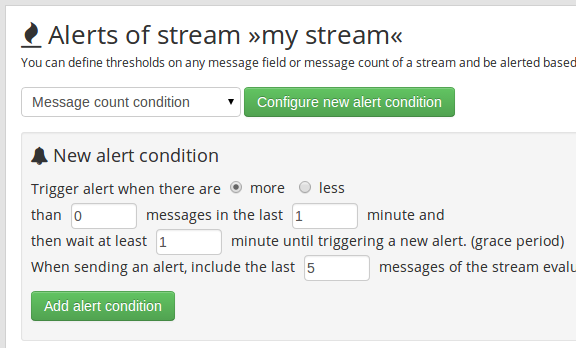 Alerts of stream »my stream«
You can define thresholds on any message field or message count of a stream and be alerted based
Message count condition Configure new alert condition
New alert condition
Trigger alert when there are more less
than 0 messages in the last 1 minute and
then wait at least 1 minute until triggering a new alert. (grace period)
When sending an alert, include the last 5 messages of the stream evalu
Add alert condition